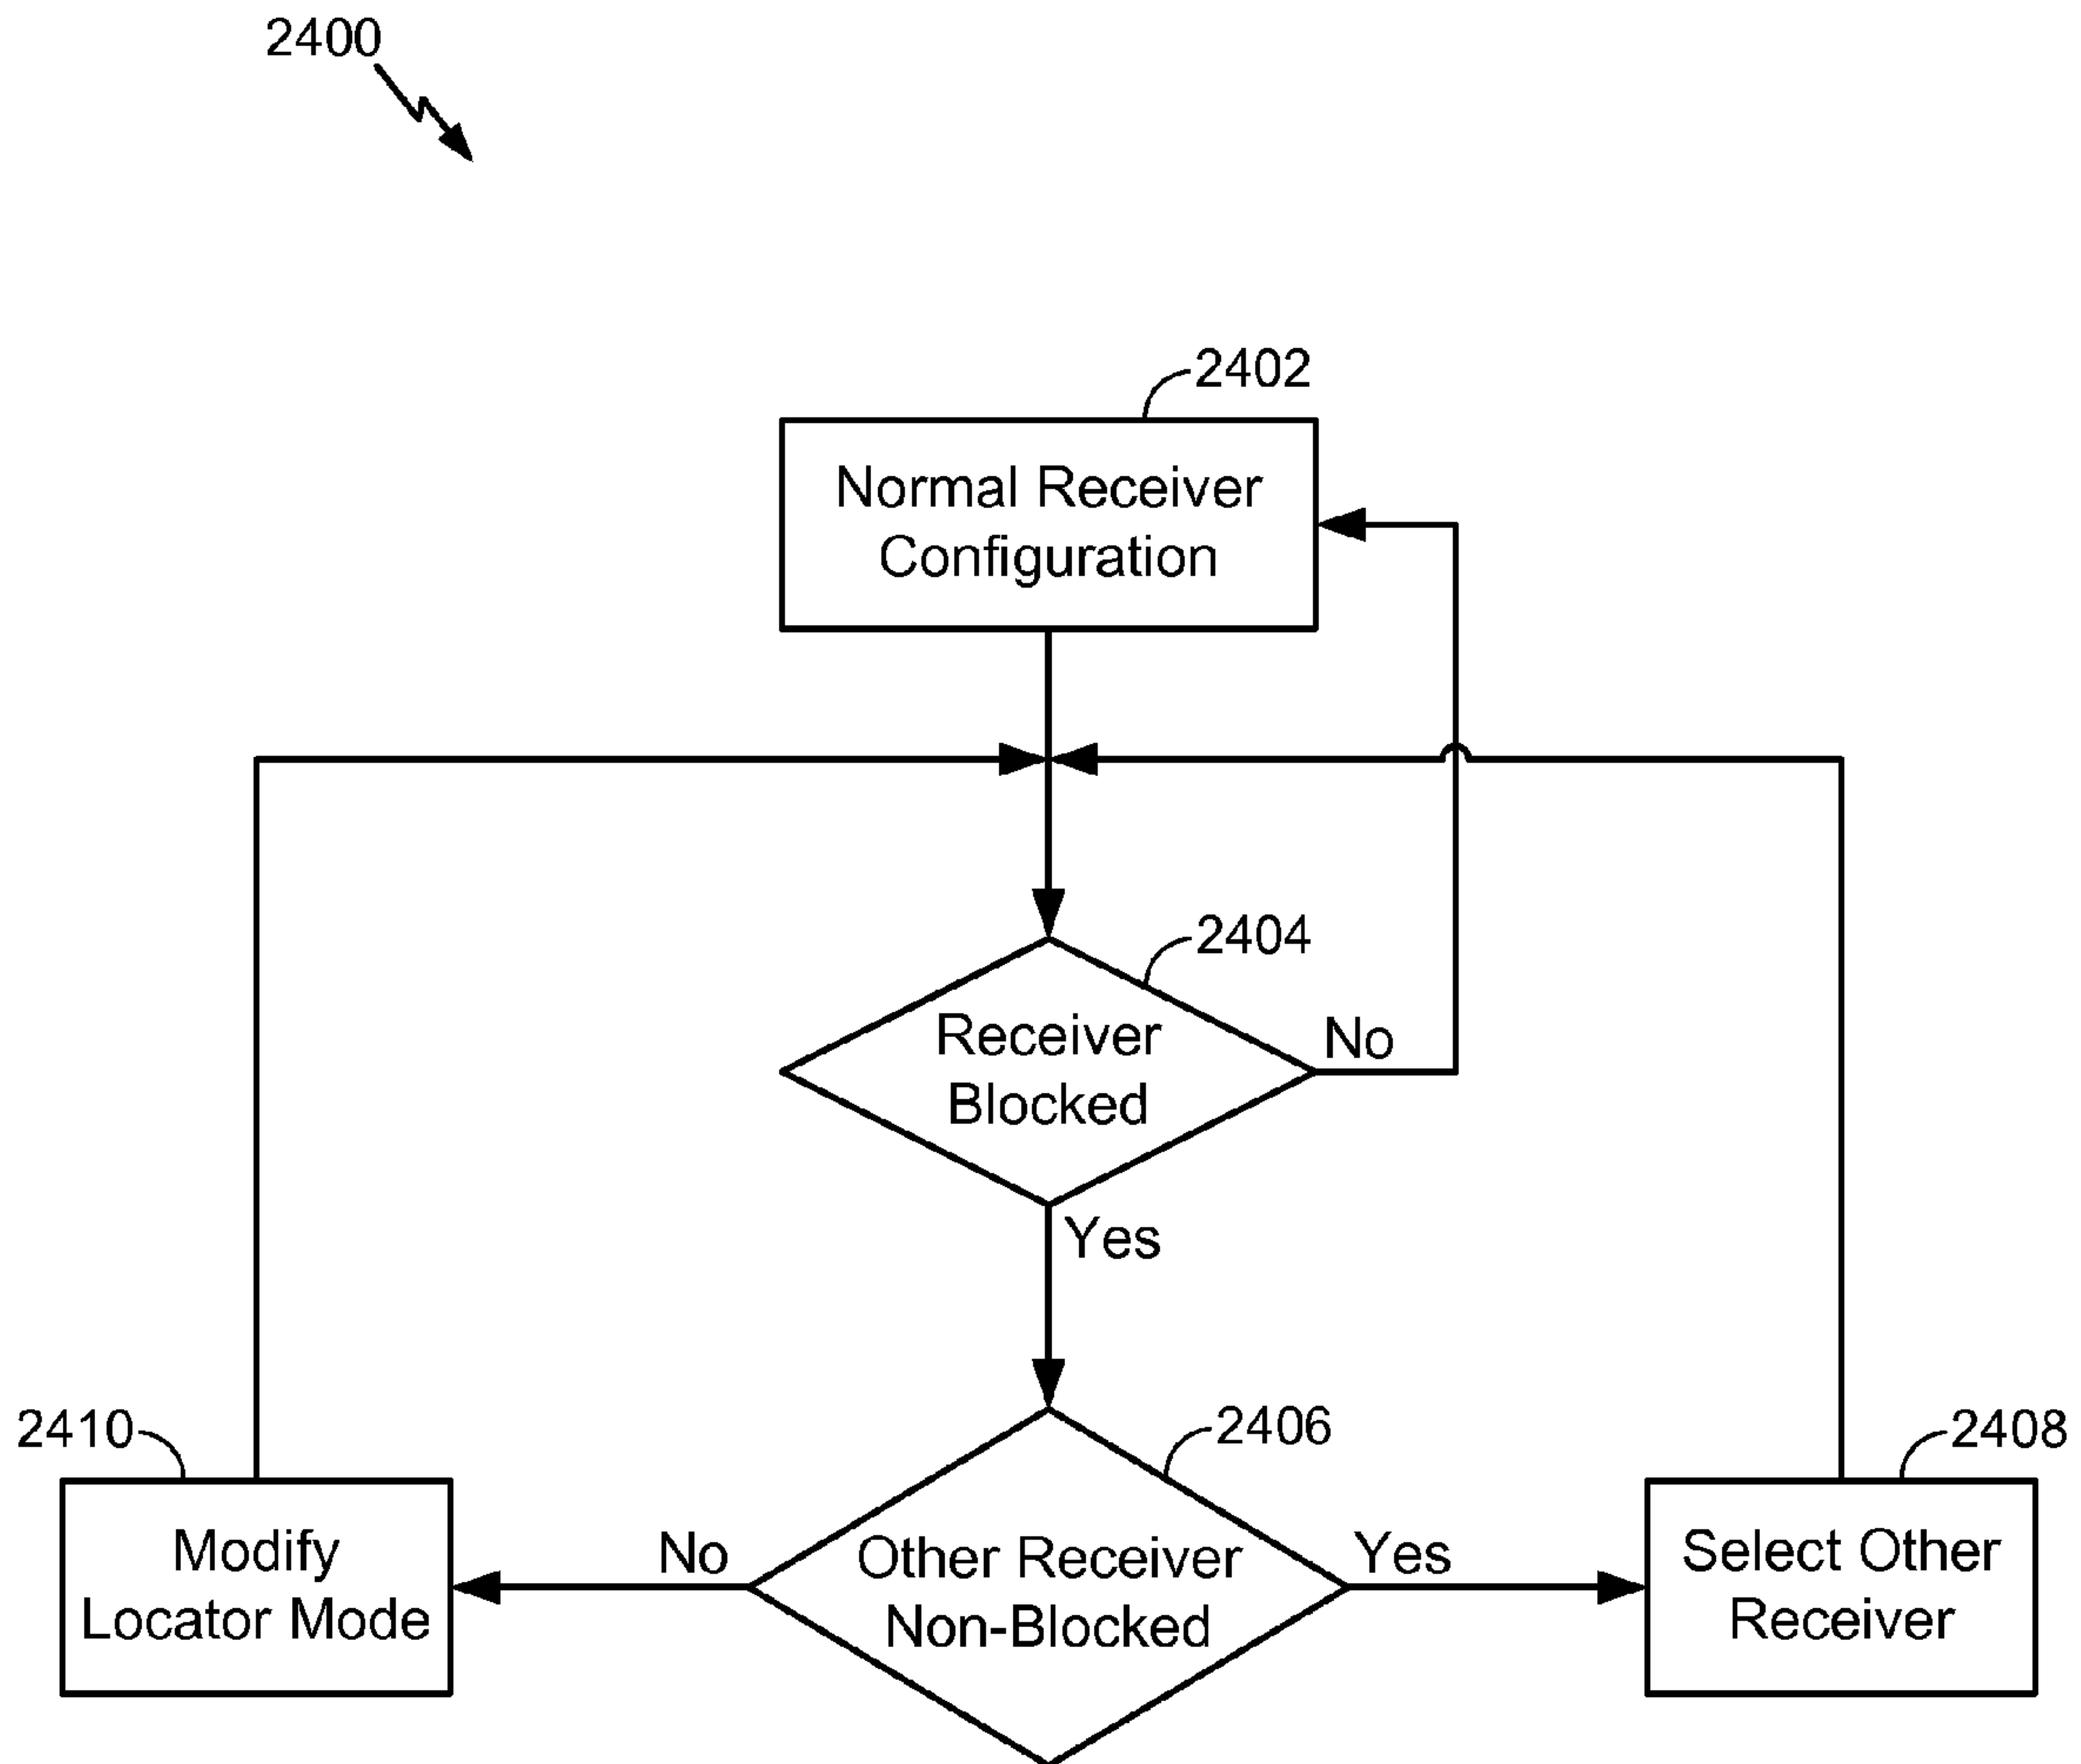 2400
2402
Normal Receiver
Configuration
2404
Receiver
Blocked
No
Yes
2410
2406
2408
Modify
Locator Mode
No
Other Receiver
Non-Blocked
Yes
Select Other
Receiver